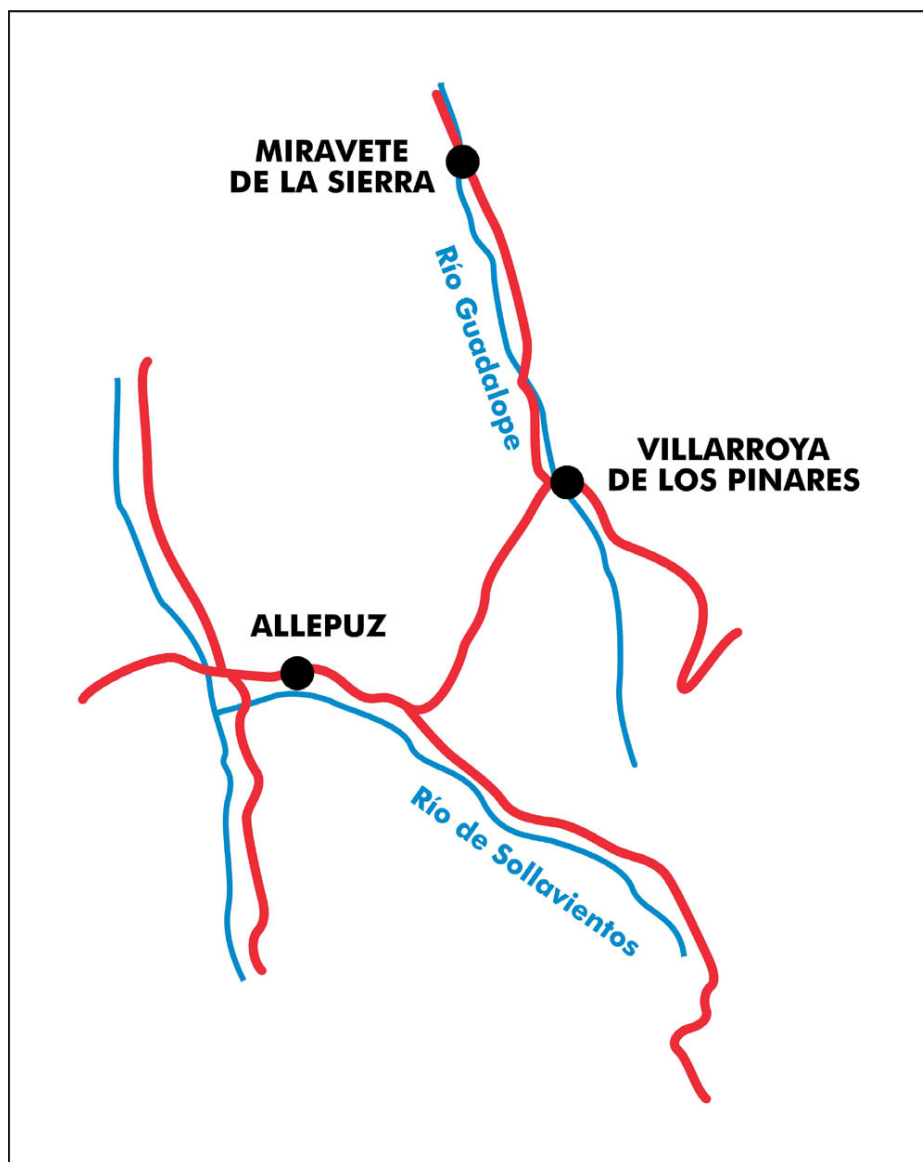 MIRAVETE
DE LA SIERRA
Río Guadalope
VILLARROYA
DE LOS PINARES
ALLEPUZ
Río de Sollavientos